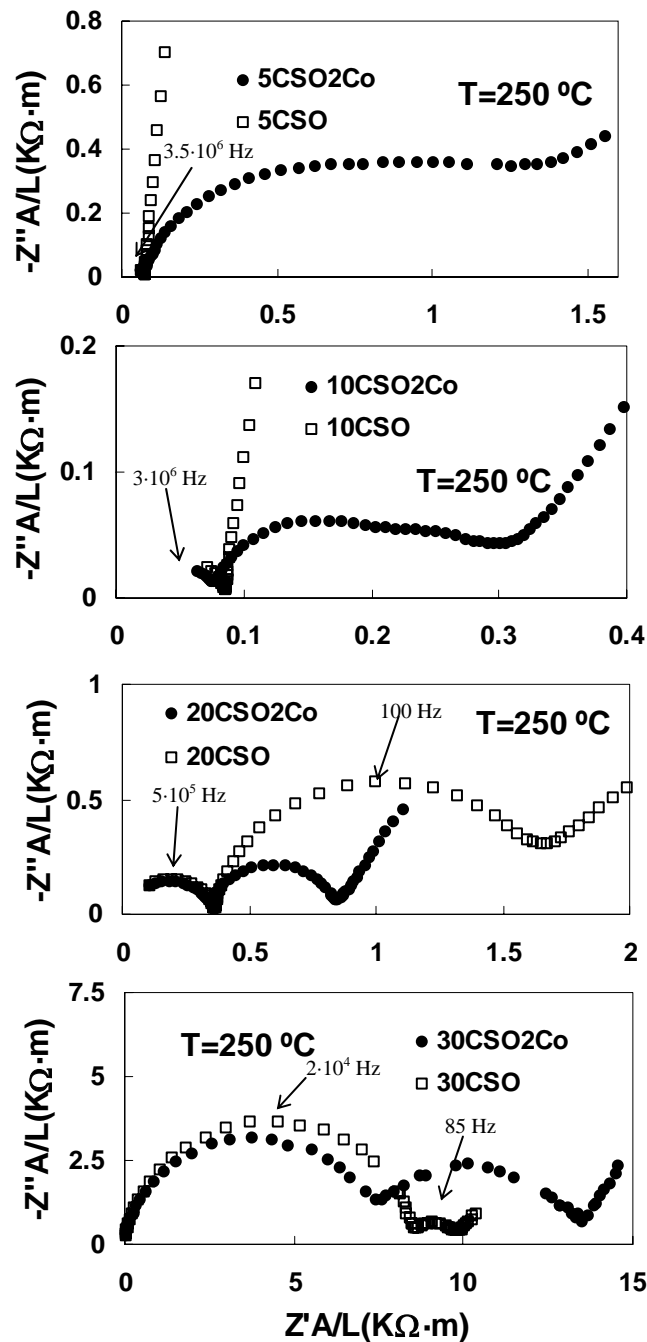 0.8
0.6
0.4
0.2
0
-Z''A/L(KΩ·m)
5CSO2Co
5CSO
T=250 ºC
3.5·10⁶ Hz
0 0.5 1 1.5
0.2
0.1
0
-Z''A/L(KΩ·m)
10CSO2Co
10CSO
T=250 ºC
3·10⁶ Hz
0 0.1 0.2 0.3 0.4
1
0.5
0
-Z''A/L(KΩ·m)
20CSO2Co
20CSO
100 Hz
T=250 ºC
5·10⁵ Hz
0 0.5 1 1.5 2
7.5
5
2.5
0
-Z''A/L(KΩ·m)
T=250 ºC
30CSO2Co
30CSO
2·10⁴ Hz
85 Hz
0 5 10 15
Z'A/L(KΩ·m)